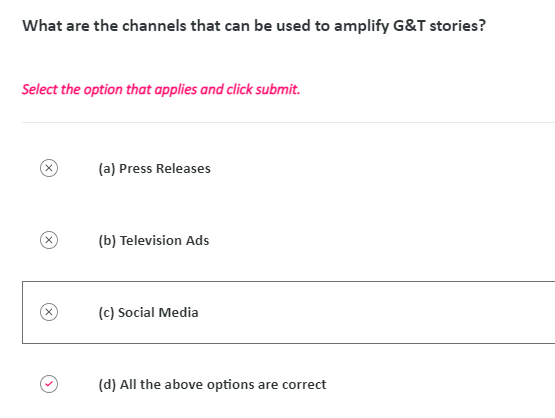 What are the channels that can be used to amplify G&T stories?
Select the option that applies and click submit.
(a) Press Releases
(b) Television Ads
(c) Social Media
(d) All the above options are correct